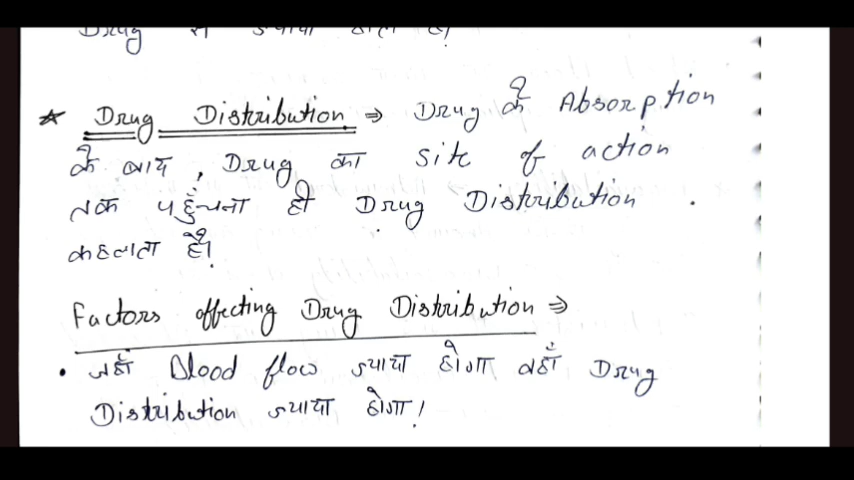 Drug से ज्यादा होता है।
* Drug Distribution ⇒ Drug के Absorption
के बाद, Drug का site of action
तक पहुँचना ही Drug Distribution
कहलाता है।
Factors affecting Drug Distribution ⇒
• जहाँ Blood flow ज्यादा होगा वहाँ Drug
Distribution ज्यादा होगा!